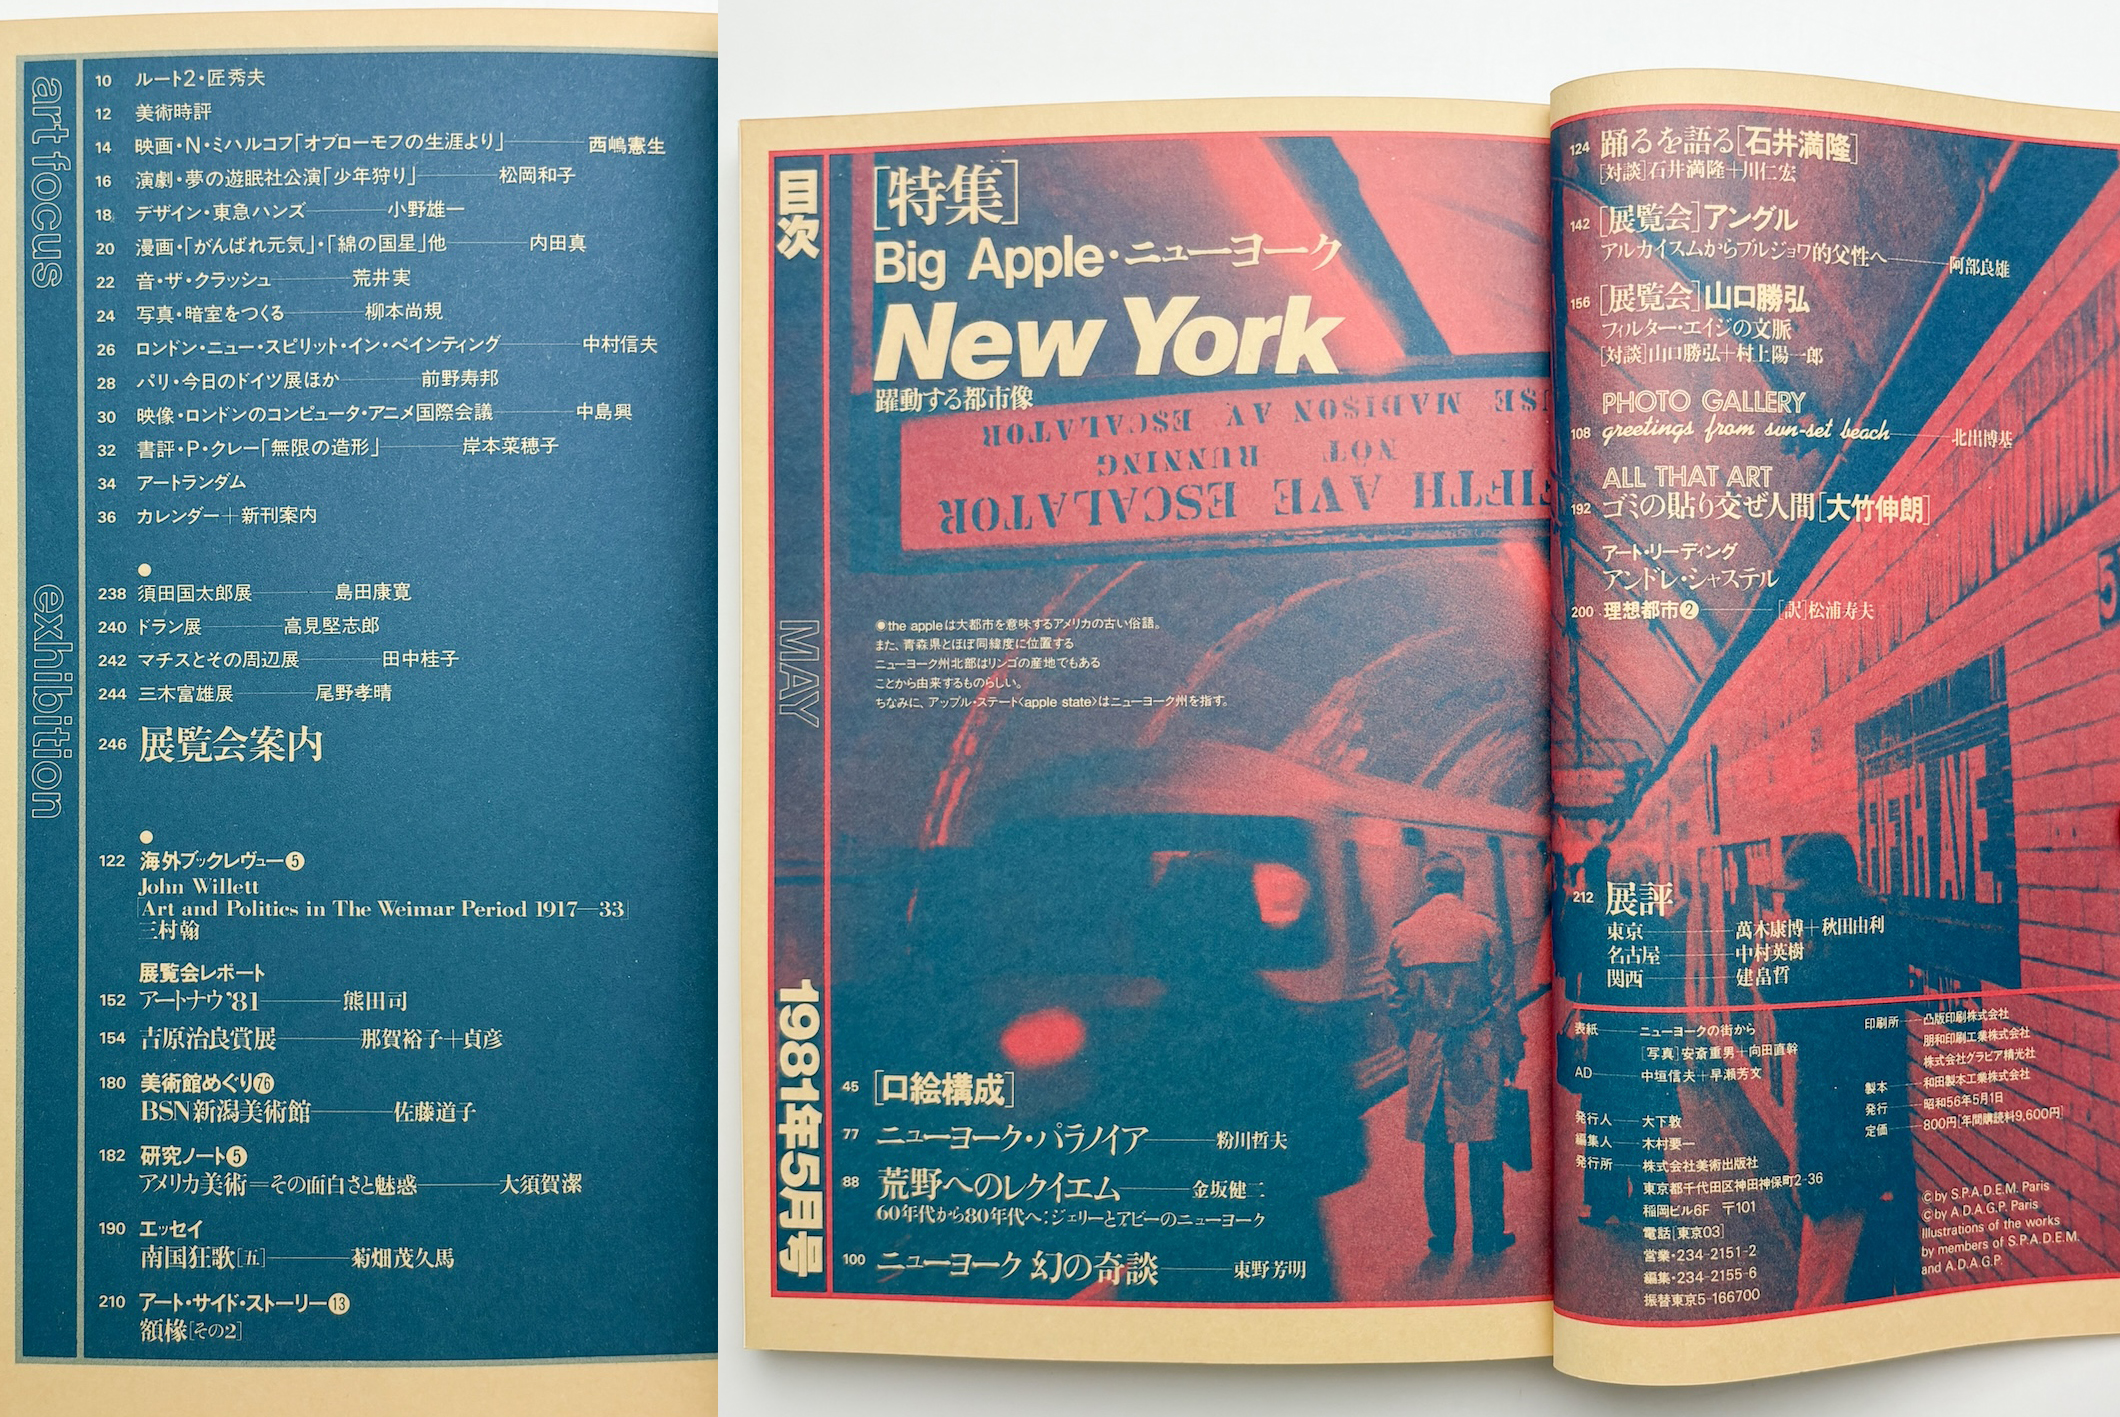 art focus
10 ルート2・匠秀夫
12 美術時評
14 映画・N・ミハルコフ「オブローモフの生涯より」――西嶋憲生
16 演劇・夢の遊眠社公演「少年狩り」――松岡和子
18 デザイン・東急ハンズ――小野雄一
20 漫画・「がんばれ元気」・「綿の国星」他――内田真
22 音・ザ・クラッシュ――荒井実
24 写真・暗室をつくる――柳本尚規
26 ロンドン・ニュー・スピリット・イン・ペインティング――中村信夫
28 パリ・今日のドイツ展ほか――前野寿邦
30 映像・ロンドンのコンピュータ・アニメ国際会議――中島興
32 書評・P・クレー「無限の造形」――岸本菜穂子
34 アートランダム
36 カレンダー+新刊案内
exhibition
●
238 須田国太郎展――島田康寛
240 ドラン展――高見堅志郎
242 マチスとその周辺展――田中桂子
244 三木富雄展――尾野孝晴
246 展覧会案内
●
122 海外ブックレヴュー❺
John Willett
[Art and Politics in The Weimar Period 1917—33]
三村翰
展覧会レポート
152 アートナウ'81――熊田司
154 吉原治良賞展――那賀裕子+貞彦
180 美術館めぐり76
BSN新潟美術館――佐藤道子
182 研究ノート❺
アメリカ美術=その面白さと魅惑――大須賀潔
190 エッセイ
南国狂歌[五]――菊畑茂久馬
210 アート・サイド・ストーリー⓭
額椽[その2]
目次
MAY
1981年5月号
[特集]
Big Apple・ニューヨーク
New York
躍動する都市像
USE MADISON AV ESCALATOR
NOT RUNNING
FIFTH AVE ESCALATOR
●the appleは大都市を意味するアメリカの古い俗語。
また、青森県とほぼ同緯度に位置する
ニューヨーク州北部はリンゴの産地でもある
ことから由来するものらしい。
ちなみに、アップル・ステート〈apple state〉はニューヨーク州を指す。
45 [口絵構成]
77 ニューヨーク・パラノイア――粉川哲夫
88 荒野へのレクイエム――金坂健二
60年代から80年代へ:ジェリーとアビーのニューヨーク
100 ニューヨーク 幻の奇談――東野芳明
124 踊るを語る[石井満隆]
[対談]石井満隆+川仁宏
142 [展覧会]アングル
アルカイスムからブルジョワ的父性へ――阿部良雄
156 [展覧会]山口勝弘
フィルター・エイジの文脈
[対談]山口勝弘+村上陽一郎
PHOTO GALLERY
108 greetings from sun-set beach――北出博基
ALL THAT ART
192 ゴミの貼り交ぜ人間[大竹伸朗]
アート・リーディング
アンドレ・シャステル
200 理想都市❷――[訳]松浦寿夫
5
FIFTH AVE
212 展評
東京――萬木康博+秋田由利
名古屋――中村英樹
関西――建畠晢
表紙――ニューヨークの街から
[写真]安斎重男+向田直幹
AD――中垣信夫+早瀬芳文
発行人――大下敦
編集人――木村要一
発行所――株式会社美術出版社
東京都千代田区神田神保町2-36
稲岡ビル6F 〒101
電話[東京03]
営業・234-2151-2
編集・234-2155-6
振替東京5-166700
印刷所――凸版印刷株式会社
朋和印刷工業株式会社
株式会社グラビア精光社
製本――和田製本工業株式会社
発行――昭和56年5月1日
定価――800円[年間購読料9,600円]
©by S.P.A.D.E.M. Paris
©by A.D.A.G.P. Paris
Illustrations of the works
by members of S.P.A.D.E.M.
and A.D.A.G.P.